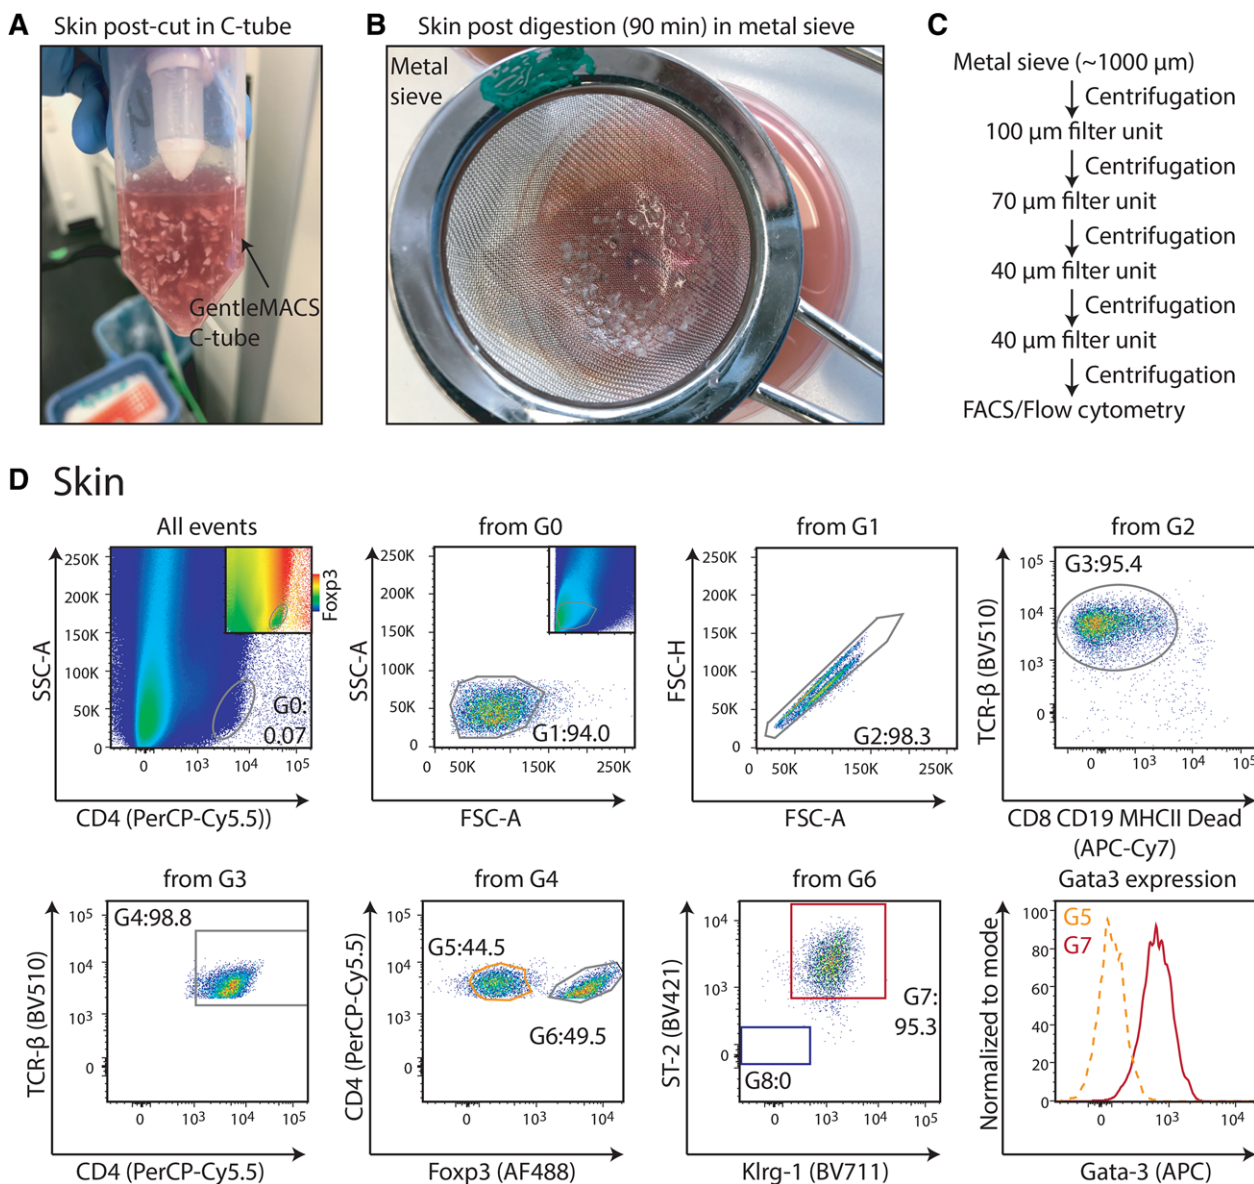 A Skin post-cut in C-tube
GentleMACS
C-tube
B Skin post digestion (90 min) in metal sieve
Metal
sieve
C
Metal sieve (~1000 μm)
Centrifugation
100 μm filter unit
Centrifugation
70 μm filter unit
Centrifugation
40 μm filter unit
Centrifugation
40 μm filter unit
Centrifugation
FACS/Flow cytometry
D Skin
All events
SSC-A
250K
200K
150K
100K
50K
0
Foxp3
G0:
0.07
0 10³ 10⁴ 10⁵
CD4 (PerCP-Cy5.5))
from G0
SSC-A
250K
200K
150K
100K
50K
0
G1:94.0
0 50K 150K 250K
FSC-A
from G1
FSC-H
250K
200K
150K
100K
50K
0
G2:98.3
0 50K 150K 250K
FSC-A
from G2
TCR-β (BV510)
10⁵
10⁴
10³
0
G3:95.4
0 10³ 10⁴ 10⁵
CD8 CD19 MHCII Dead
(APC-Cy7)
from G3
TCR-β (BV510)
10⁵
10⁴
10³
0
G4:98.8
0 10³ 10⁴ 10⁵
CD4 (PerCP-Cy5.5)
from G4
CD4 (PerCP-Cy5.5)
10⁵
10⁴
10³
0
G5:44.5
G6:49.5
0 10³ 10⁴
Foxp3 (AF488)
from G6
ST-2 (BV421)
10⁴
10³
0
G7:
95.3
G8:0
0 10³ 10⁴ 10⁵
Klrg-1 (BV711)
Gata3 expression
Normalized to mode
100
80
60
40
20
0
G5
G7
0 10³ 10⁴
Gata-3 (APC)